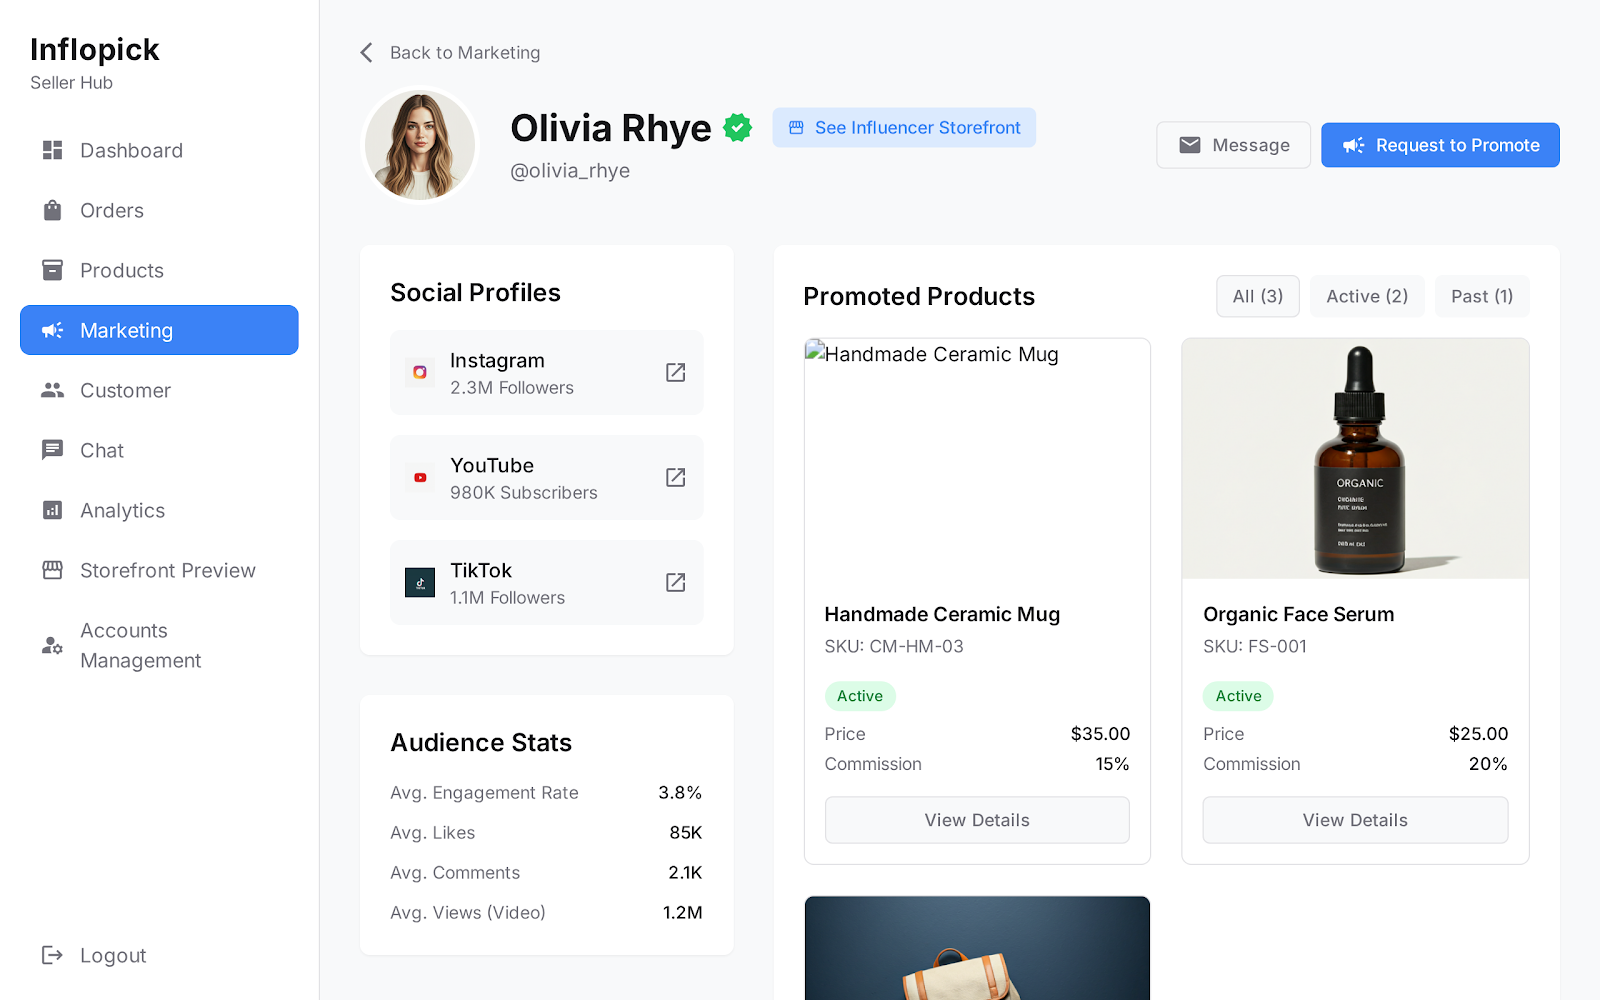 Inflopick
Seller Hub
Dashboard
Orders
Products
Marketing
Customer
Chat
Analytics
Storefront Preview
Accounts
Management
Logout
Back to Marketing
Olivia Rhye
See Influencer Storefront
@olivia_rhye
Message
Request to Promote
Social Profiles
Instagram
2.3M Followers
YouTube
980K Subscribers
TikTok
1.1M Followers
Audience Stats
Avg. Engagement Rate 3.8%
Avg. Likes 85K
Avg. Comments 2.1K
Avg. Views (Video) 1.2M
Promoted Products
All (3)
Active (2)
Past (1)
Handmade Ceramic Mug
Handmade Ceramic Mug
SKU: CM-HM-03
Active
Price $35.00
Commission 15%
View Details
ORGANIC
Organic Face Serum
SKU: FS-001
Active
Price $25.00
Commission 20%
View Details